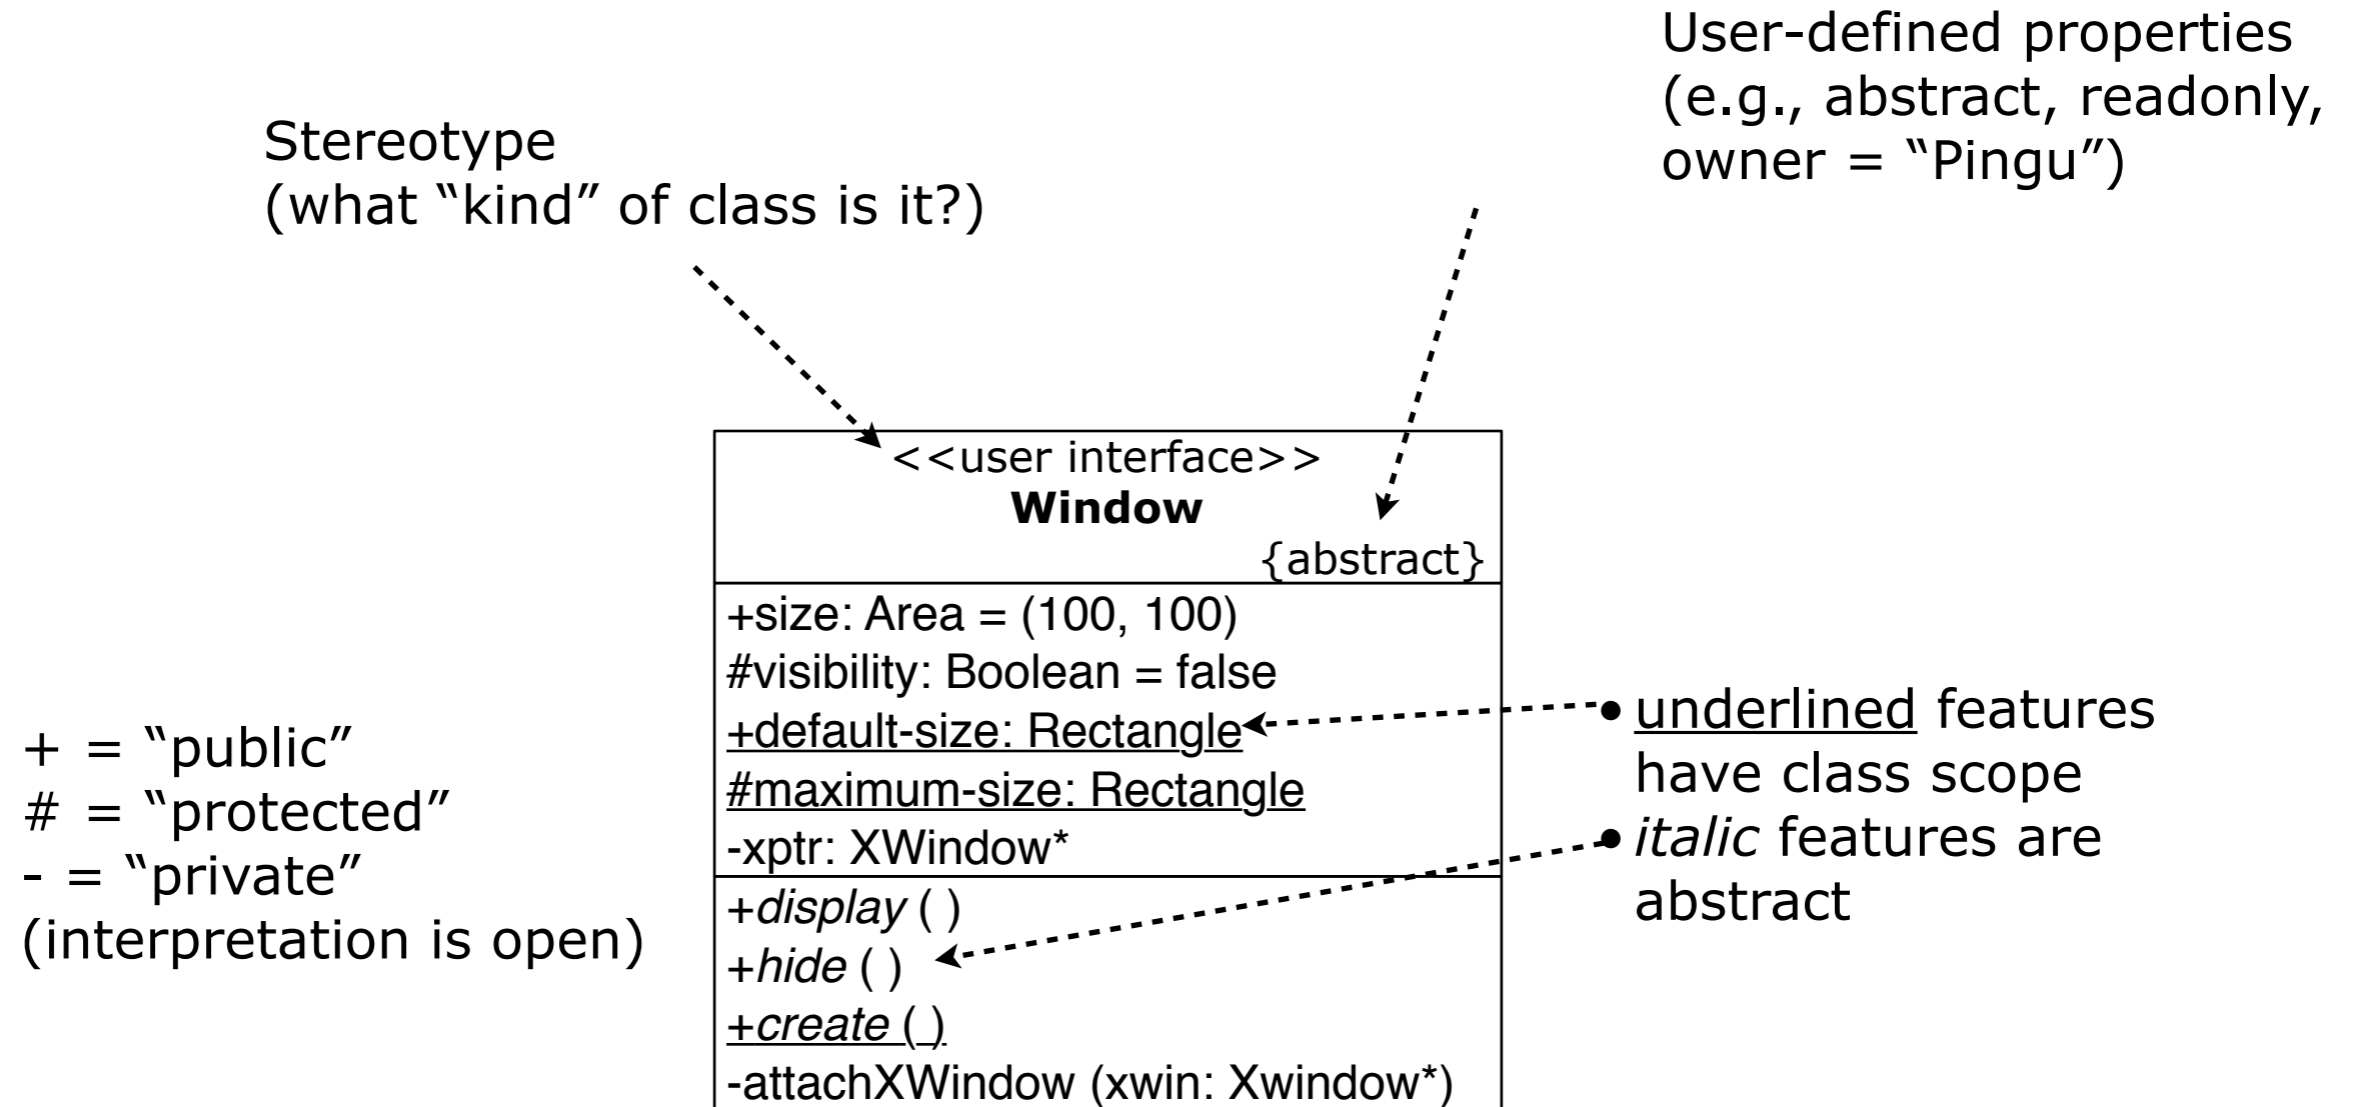 User-defined properties
(e.g., abstract, readonly,
owner = “Pingu”)
Stereotype
(what “kind” of class is it?)
<<user interface>>
Window
{abstract}
+size: Area = (100, 100)
#visibility: Boolean = false
+default-size: Rectangle
#maximum-size: Rectangle
-xptr: XWindow*
+display ( )
+hide ( )
+create ( )
-attachXWindow (xwin: Xwindow*)
+ = “public”
# = “protected”
- = “private”
(interpretation is open)
• underlined features
have class scope
• italic features are
abstract